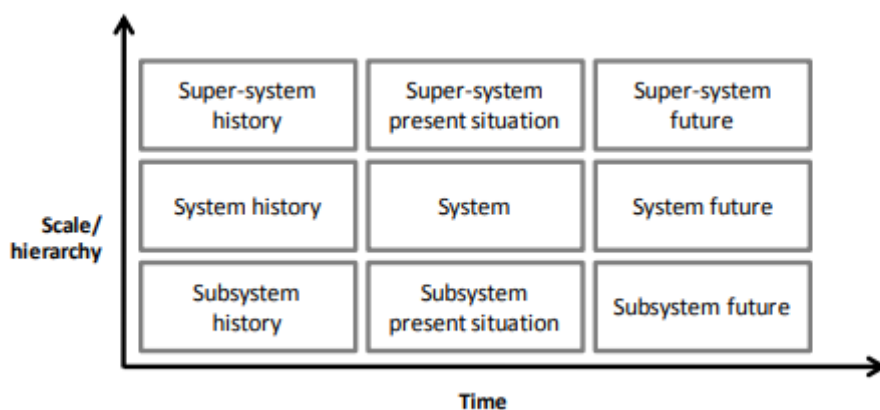 Super-system
history
Super-system
present situation
Super-system
future
Scale/
hierarchy
System history
System
System future
Subsystem
history
Subsystem
present situation
Subsystem future
Time